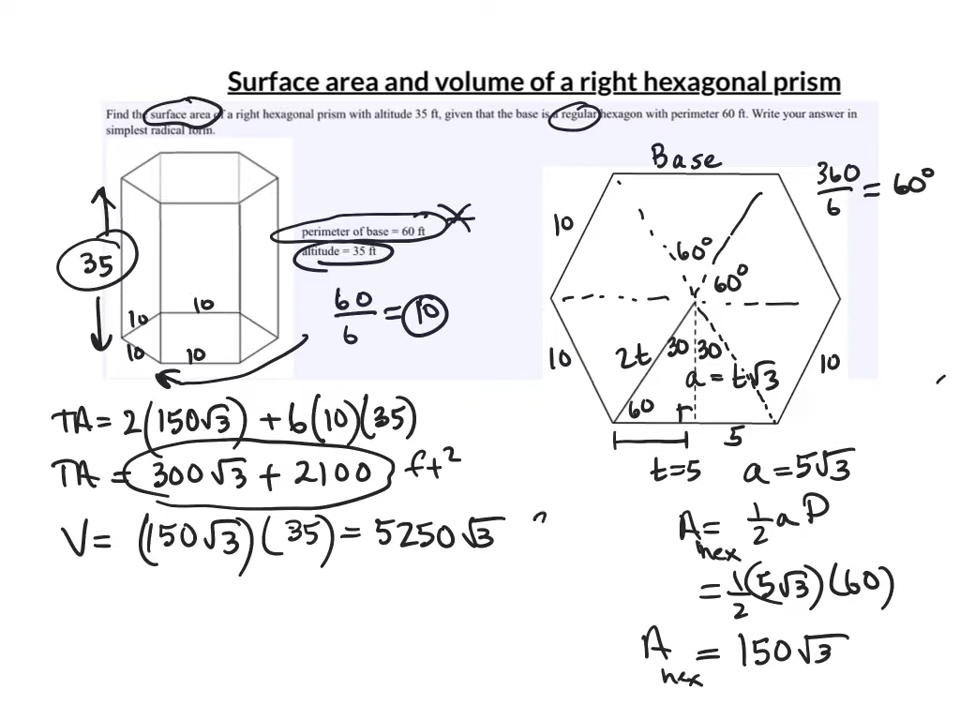 Surface area and volume of a right hexagonal prism
Find the surface area of a right hexagonal prism with altitude 35 ft, given that the base is a regular hexagon with perimeter 60 ft. Write your answer in
simplest radical form.
35
perimeter of base = 60 ft
altitude = 35 ft
60/6 = 10
10
10
10
10
Base
360/6 = 60°
10
60°
60°
10
2t
30
30
a = t√3
10
60
5
t=5
a=5√3
TA = 2(150√3) + 6(10)(35)
TA = 300√3 + 2100 ft²
V = (150√3)(35) = 5250√3
A hex = 1/2 a P
= 1/2(5√3)(60)
A hex = 150√3